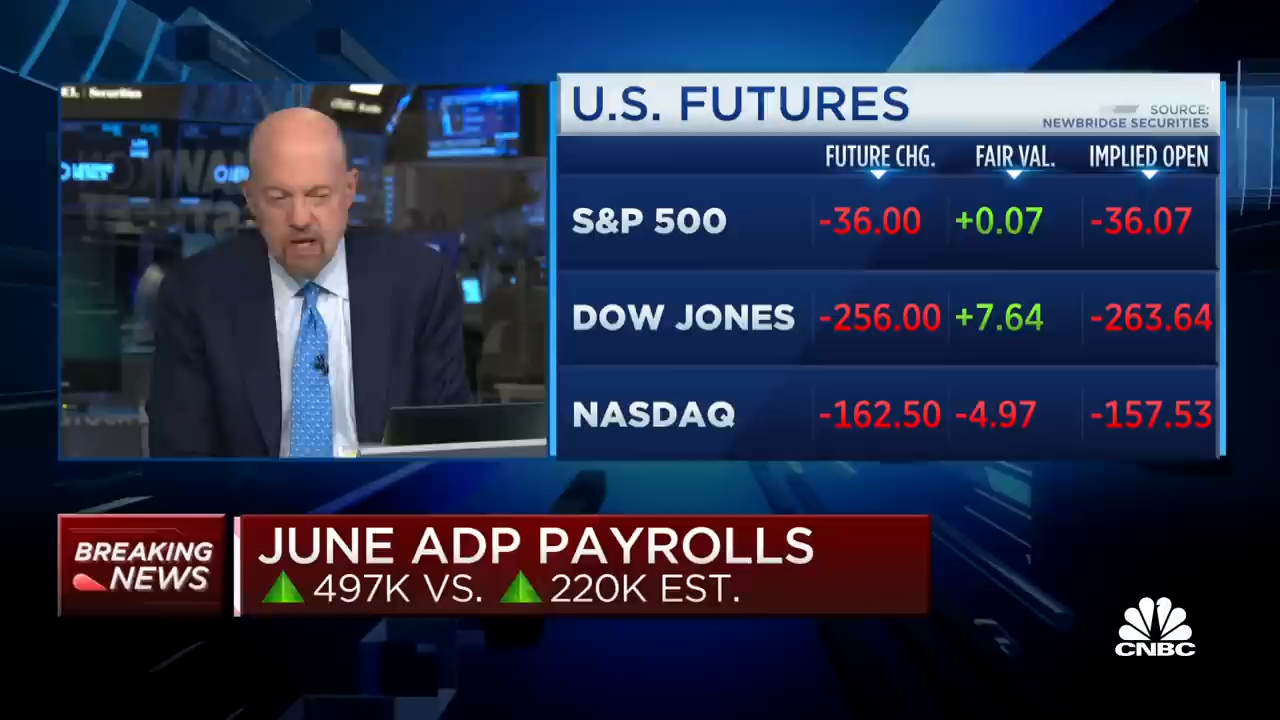 U.S. FUTURES
SOURCE:
NEWBRIDGE SECURITIES
FUTURE CHG. FAIR VAL. IMPLIED OPEN
S&P 500 -36.00 +0.07 -36.07
DOW JONES -256.00 +7.64 -263.64
NASDAQ -162.50 -4.97 -157.53
BREAKING
NEWS
JUNE ADP PAYROLLS
497K VS. 220K EST.
CNBC